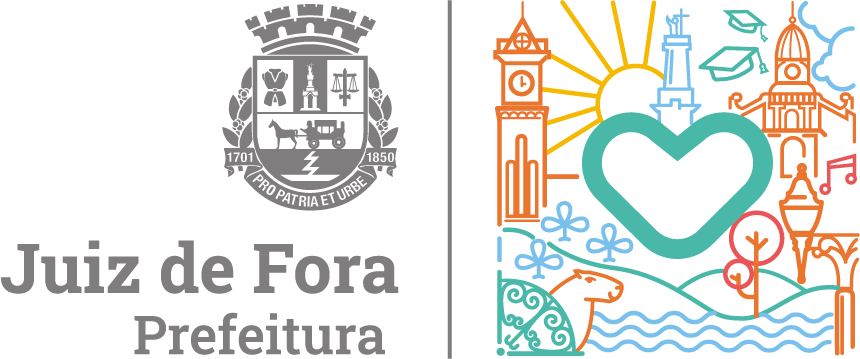 1701 1850
PRO PATRIA ET URBE
Juiz de Fora
Prefeitura